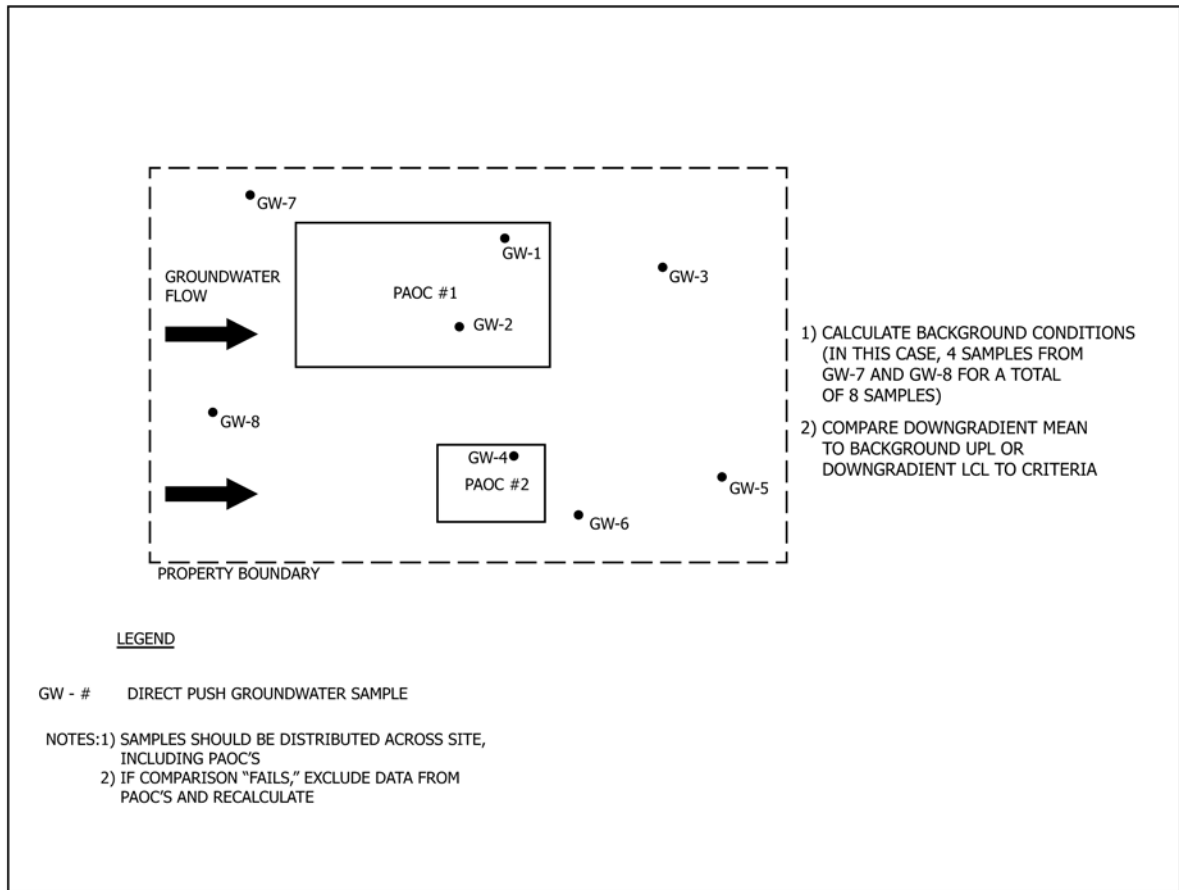 GW-7
GW-1
GROUNDWATER
FLOW
GW-3
PAOC #1
GW-2
GW-8
GW-4
PAOC #2
GW-5
GW-6
PROPERTY BOUNDARY
1) CALCULATE BACKGROUND CONDITIONS
(IN THIS CASE, 4 SAMPLES FROM
GW-7 AND GW-8 FOR A TOTAL
OF 8 SAMPLES)
2) COMPARE DOWNGRADIENT MEAN
TO BACKGROUND UPL OR
DOWNGRADIENT LCL TO CRITERIA
LEGEND
GW - # DIRECT PUSH GROUNDWATER SAMPLE
NOTES:1) SAMPLES SHOULD BE DISTRIBUTED ACROSS SITE,
INCLUDING PAOC'S
2) IF COMPARISON "FAILS," EXCLUDE DATA FROM
PAOC'S AND RECALCULATE